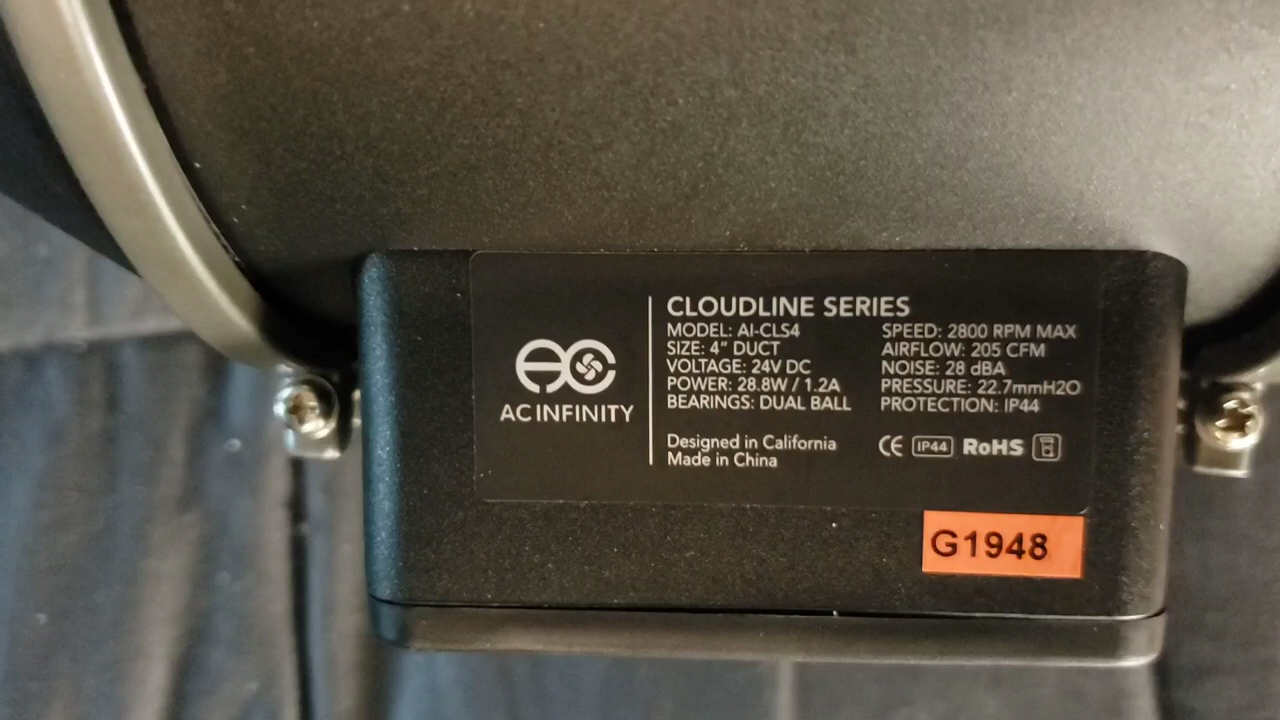 AC INFINITY
CLOUDLINE SERIES
MODEL: AI-CLS4
SIZE: 4” DUCT
VOLTAGE: 24V DC
POWER: 28.8W / 1.2A
BEARINGS: DUAL BALL
SPEED: 2800 RPM MAX
AIRFLOW: 205 CFM
NOISE: 28 dBA
PRESSURE: 22.7mmH2O
PROTECTION: IP44
Designed in California
Made in China
CE IP44 RoHS
G1948